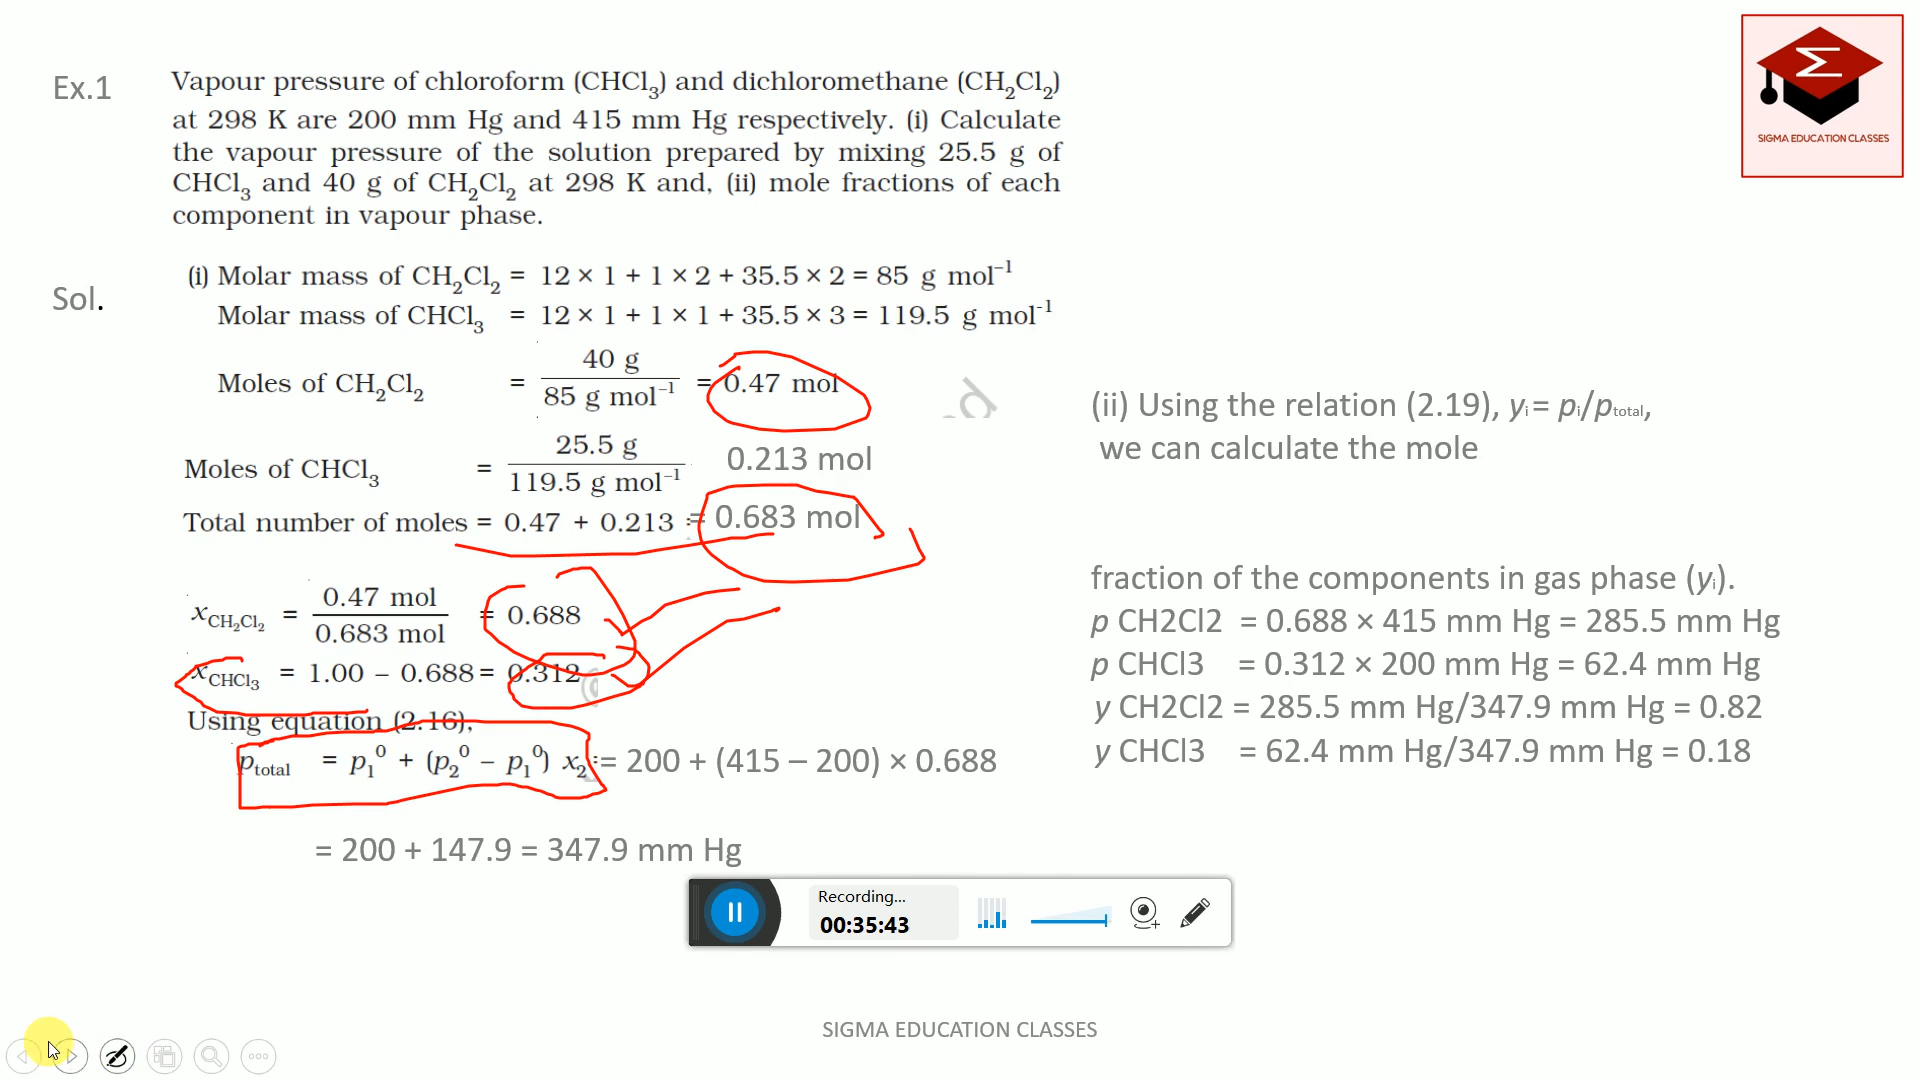 Ex.1
Vapour pressure of chloroform (CHCl₃) and dichloromethane (CH₂Cl₂)
at 298 K are 200 mm Hg and 415 mm Hg respectively. (i) Calculate
the vapour pressure of the solution prepared by mixing 25.5 g of
CHCl₃ and 40 g of CH₂Cl₂ at 298 K and, (ii) mole fractions of each
component in vapour phase.
SIGMA EDUCATION CLASSES
Sol.
(i) Molar mass of CH₂Cl₂ = 12 × 1 + 1 × 2 + 35.5 × 2 = 85 g mol⁻¹
Molar mass of CHCl₃ = 12 × 1 + 1 × 1 + 35.5 × 3 = 119.5 g mol⁻¹
Moles of CH₂Cl₂ = 40 g / 85 g mol⁻¹ = 0.47 mol
Moles of CHCl₃ = 25.5 g / 119.5 g mol⁻¹ 0.213 mol
Total number of moles = 0.47 + 0.213 = 0.683 mol
x CH₂Cl₂ = 0.47 mol / 0.683 mol = 0.688
x CHCl₃ = 1.00 – 0.688 = 0.312
Using equation (2.16),
p total = p₁⁰ + (p₂⁰ – p₁⁰) x₂ = 200 + (415 – 200) × 0.688
= 200 + 147.9 = 347.9 mm Hg
(ii) Using the relation (2.19), yᵢ = pᵢ/p total,
we can calculate the mole
fraction of the components in gas phase (yᵢ).
p CH2Cl2 = 0.688 × 415 mm Hg = 285.5 mm Hg
p CHCl3 = 0.312 × 200 mm Hg = 62.4 mm Hg
y CH2Cl2 = 285.5 mm Hg/347.9 mm Hg = 0.82
y CHCl3 = 62.4 mm Hg/347.9 mm Hg = 0.18
Recording...
00:35:43
SIGMA EDUCATION CLASSES